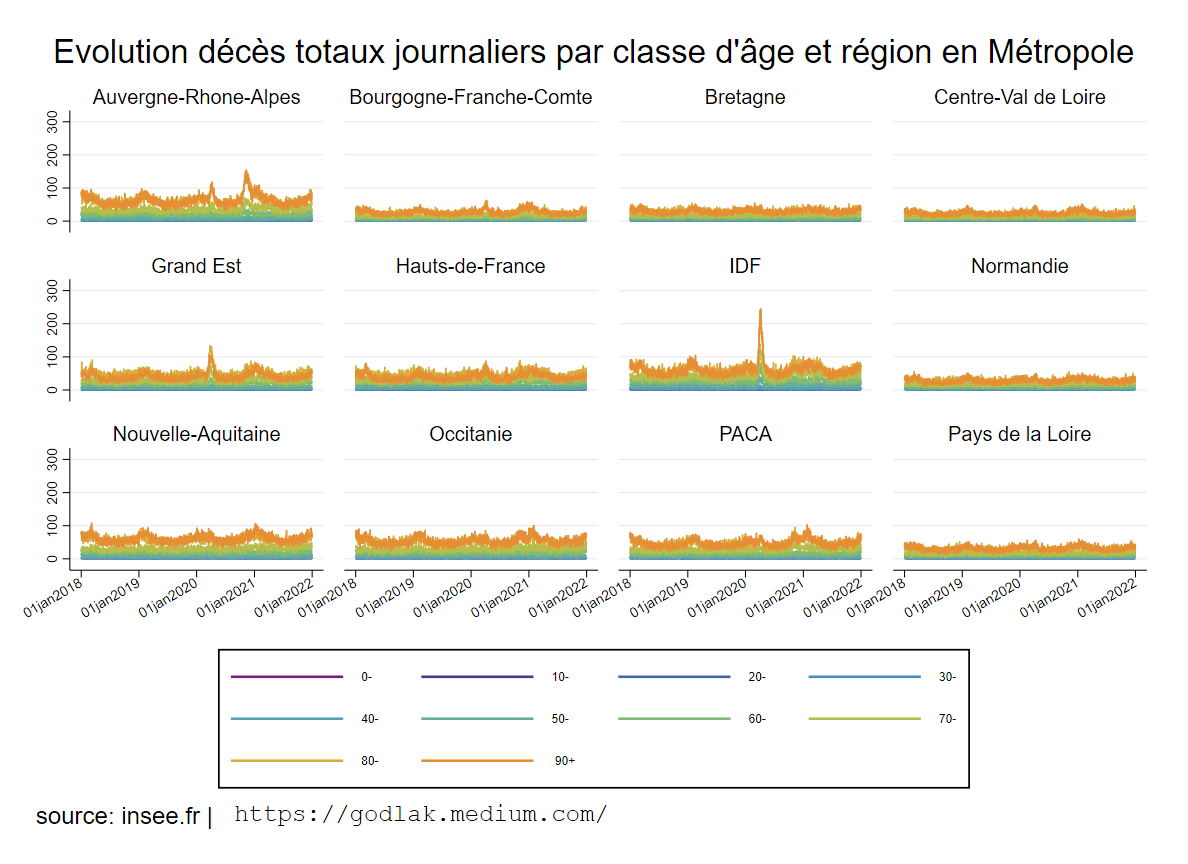 Evolution décès totaux journaliers par classe d'âge et région en Métropole
Auvergne-Rhone-Alpes Bourgogne-Franche-Comte Bretagne Centre-Val de Loire
300
200
100
0
Grand Est Hauts-de-France IDF Normandie
300
200
100
0
Nouvelle-Aquitaine Occitanie PACA Pays de la Loire
300
200
100
0
01jan2018 01jan2019 01jan2020 01jan2021 01jan2022 01jan2018 01jan2019 01jan2020 01jan2021 01jan2022 01jan2018 01jan2019 01jan2020 01jan2021 01jan2022 01jan2018 01jan2019 01jan2020 01jan2021 01jan2022
0- 10- 20- 30-
40- 50- 60- 70-
80- 90+
source: insee.fr | https://godlak.medium.com/